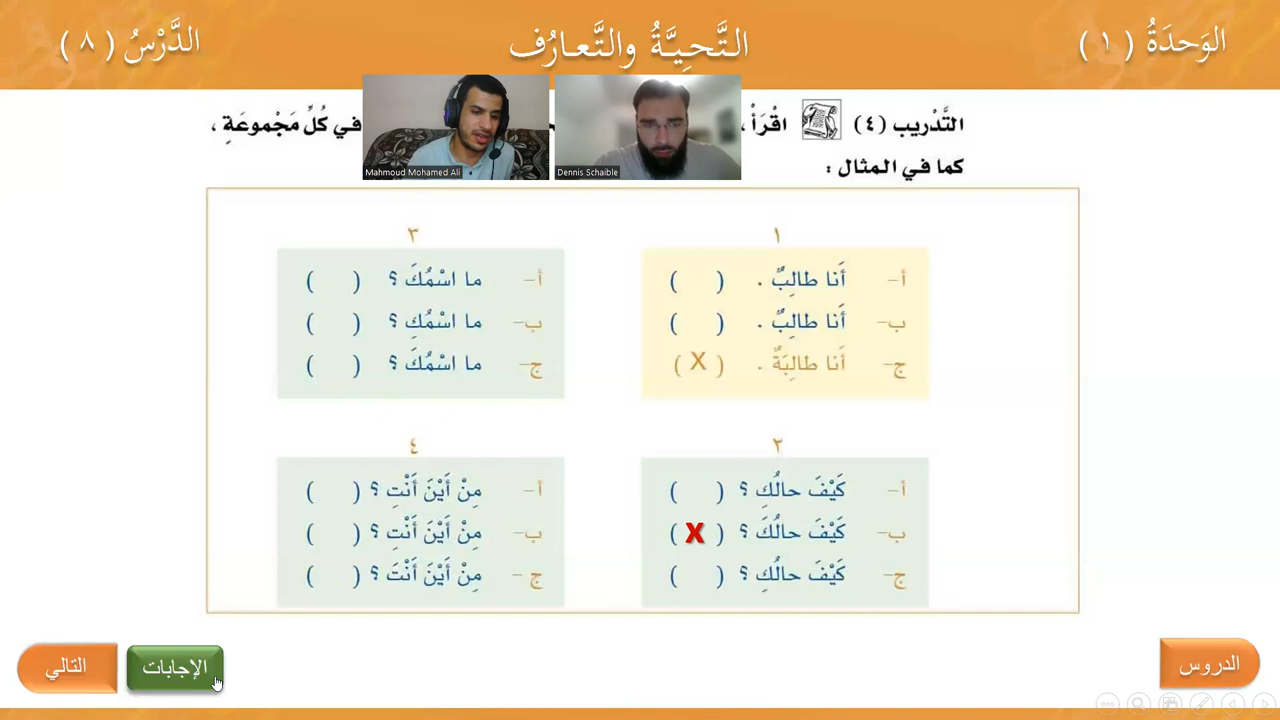 الوَحدَةُ ( ١ )
التَّحِيَّةُ والتَّعارُف
الدَّرْسُ ( ٨ )
التَّدْريب (٤) اقْرَأْ ،
في كُلِّ مَجْموعَةٍ ،
كما في المثال :
Mahmoud Mohamed Ali
Dennis Schaible
١
أ- أَنا طالِبٌ . ( )
ب- أَنا طالِبٌ . ( )
ج- أَنا طالِبَةٌ . ( X )
٢
أ- كَيْفَ حالُكِ ؟ ( )
ب- كَيْفَ حالُكَ ؟ ( X )
ج- كَيْفَ حالُكِ ؟ ( )
٣
أ- ما اسْمُكَ ؟ ( )
ب- ما اسْمُكِ ؟ ( )
ج- ما اسْمُكَ ؟ ( )
٤
أ- مِنْ أَيْنَ أَنْتِ ؟ ( )
ب- مِنْ أَيْنَ أَنْتِ ؟ ( )
ج- مِنْ أَيْنَ أَنْتَ ؟ ( )
الدروس
الإجابات
التالي